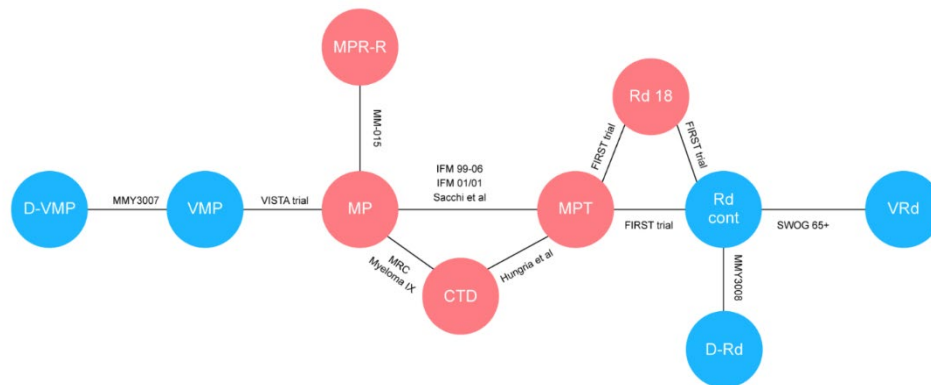 MPR-R
Rd 18
MM-015
FIRST trial
FIRST trial
IFM 99-06
IFM 01/01
Sacchi et al
D-VMP
MMY3007
VMP
VISTA trial
MP
MPT
FIRST trial
Rd
cont
SWOG 65+
VRd
MRC
Myeloma IX
Hungria et al
CTD
MMY3008
D-Rd